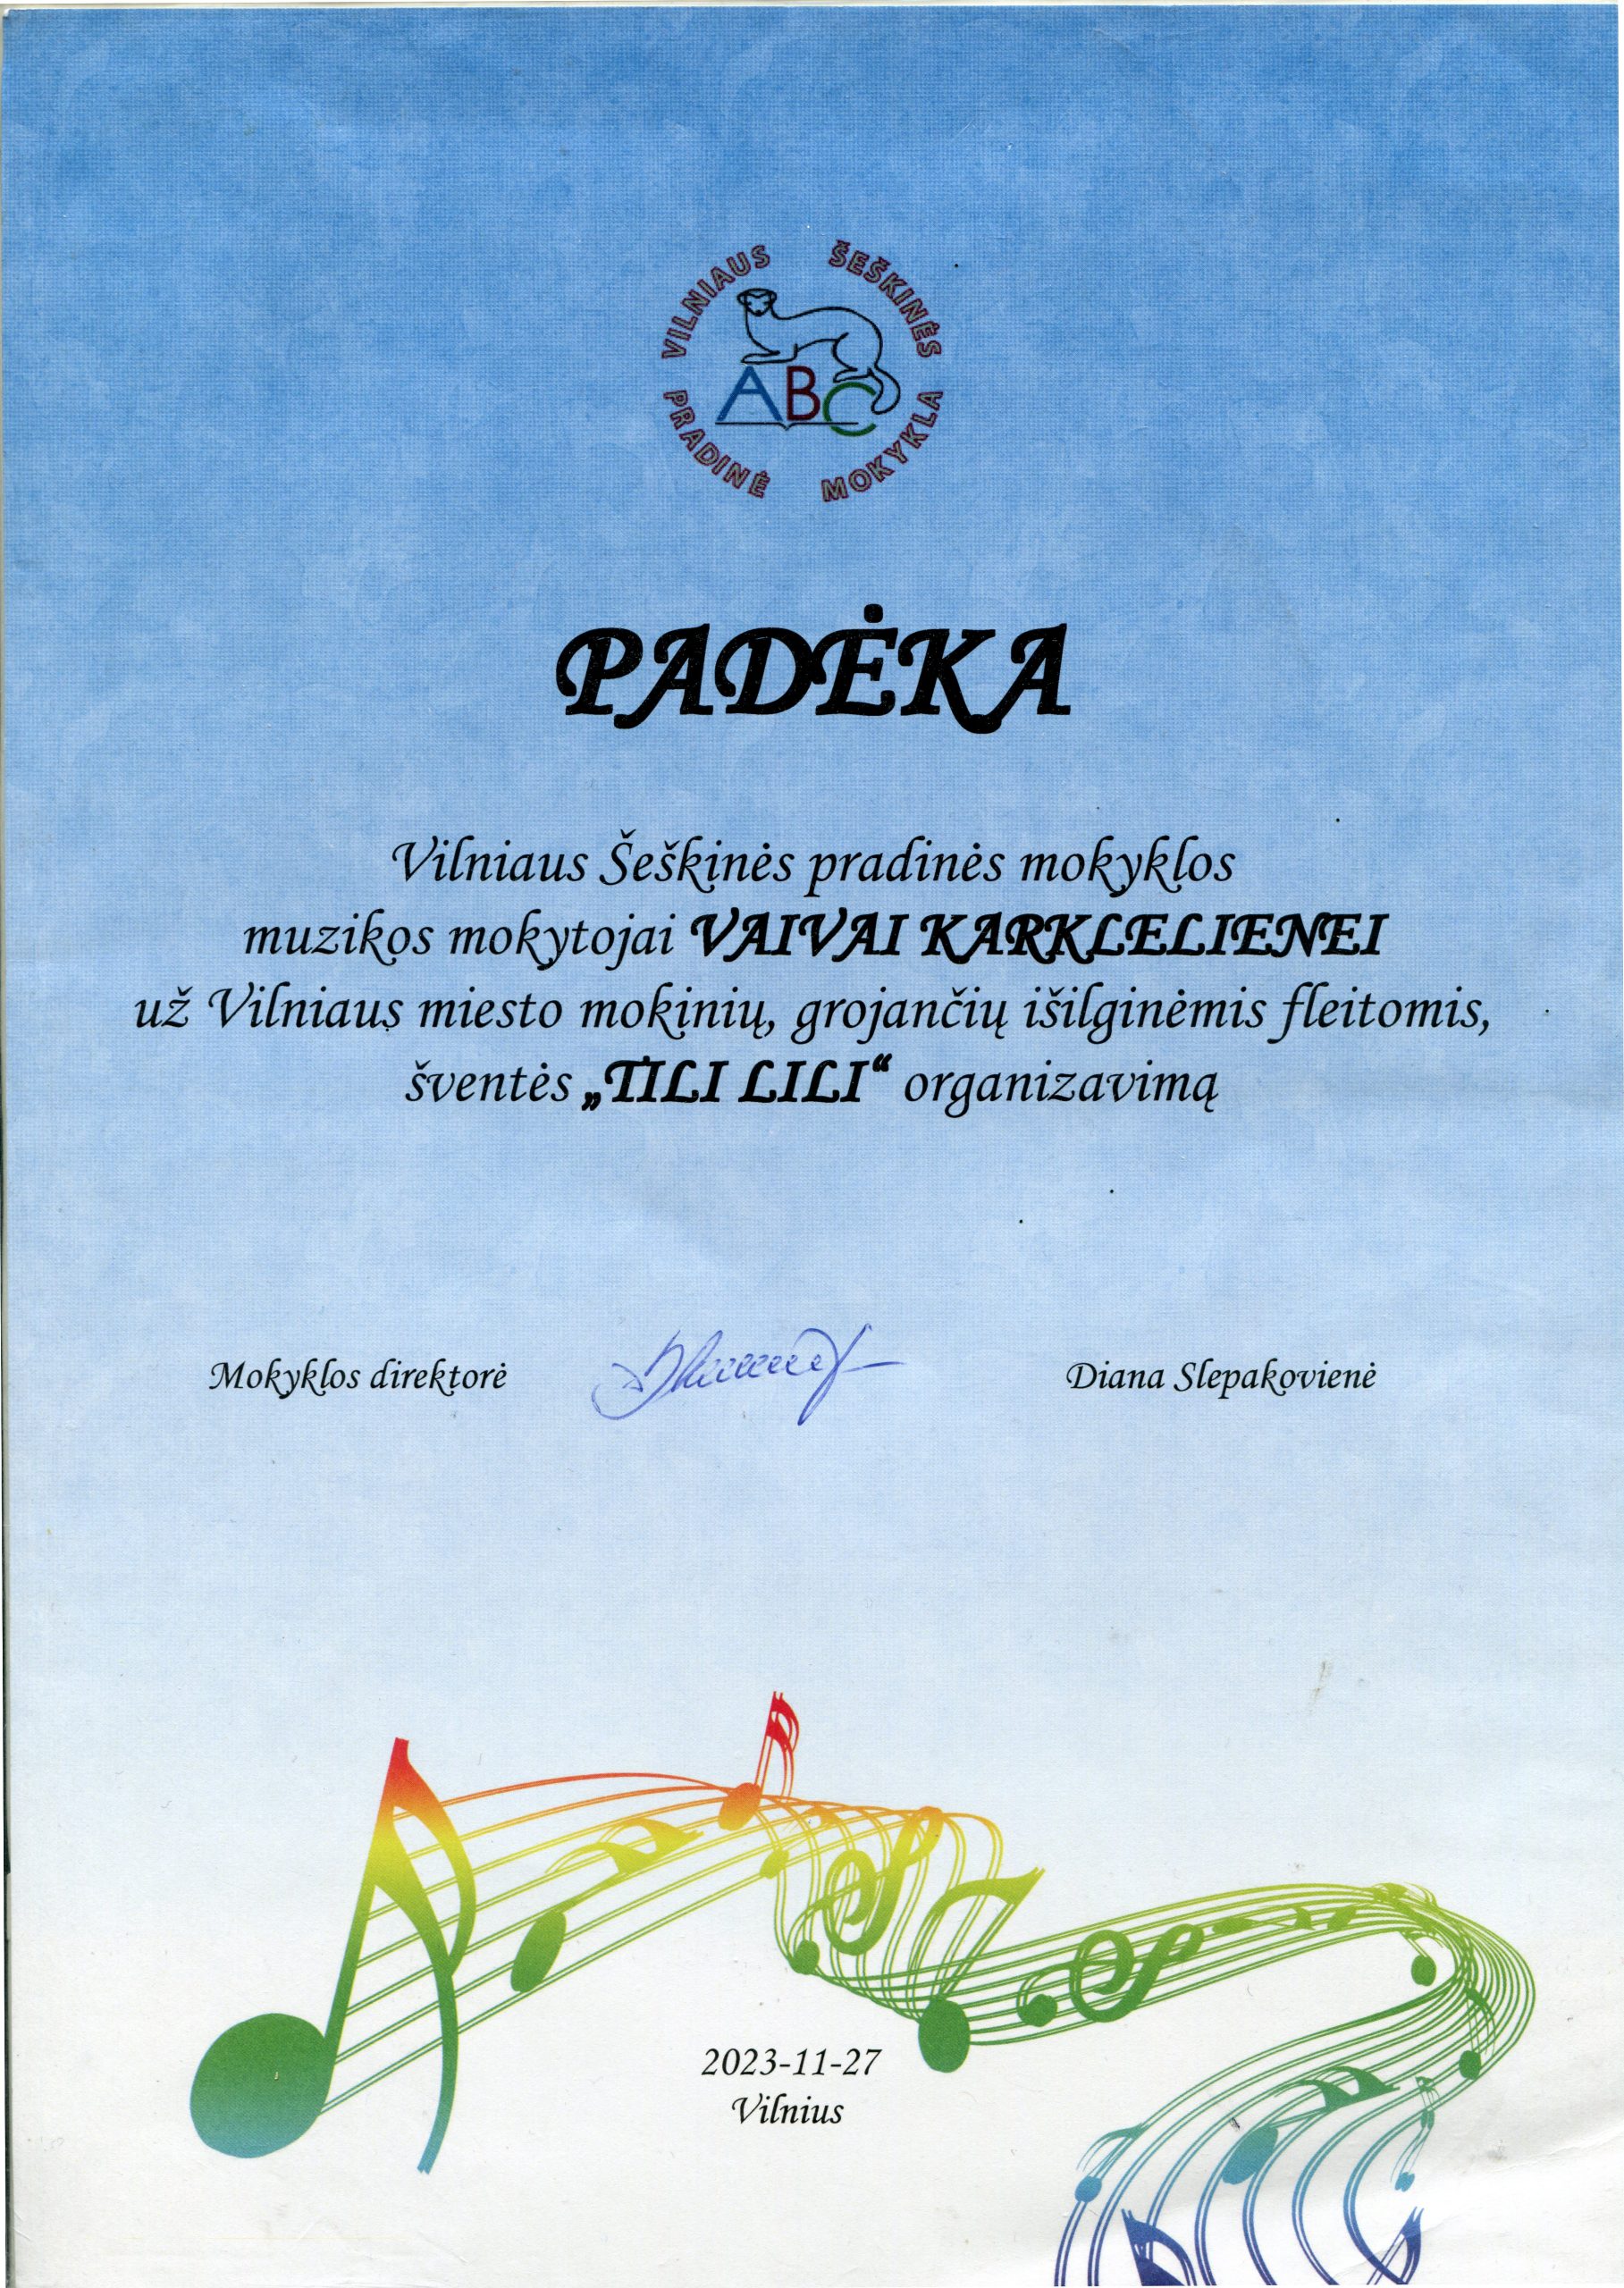 VILNIAUS ŠEŠKINĖS
PRADINĖ MOKYKLA
ABC
PADĖKA
Vilniaus Šeškinės pradinės mokyklos
muzikos mokytojai VAIVAI KARKLELIENEI
už Vilniaus miesto mokinių, grojančių išilginėmis fleitomis,
šventės „TILI LILI“ organizavimą
Mokyklos direktorė Diana Slepakovienė
2023-11-27
Vilnius